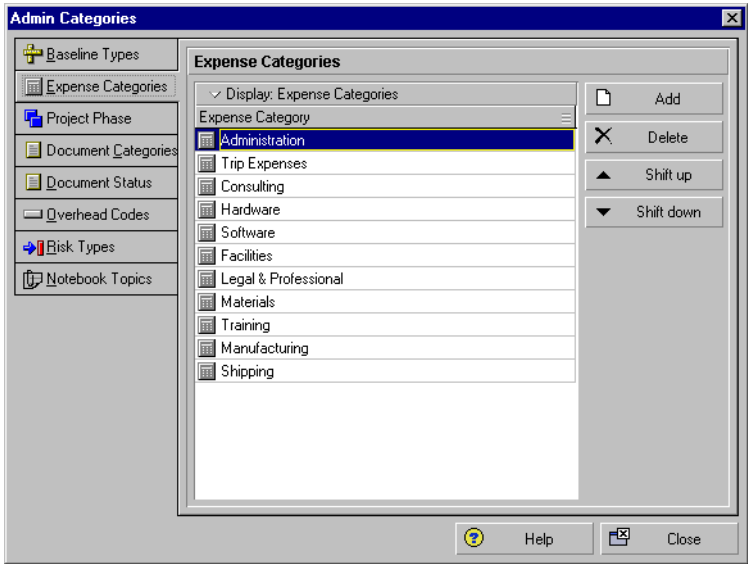 Admin Categories
Baseline Types
Expense Categories
Project Phase
Document Categories
Document Status
Overhead Codes
Risk Types
Notebook Topics
Expense Categories
Display: Expense Categories
Expense Category
Administration
Trip Expenses
Consulting
Hardware
Software
Facilities
Legal & Professional
Materials
Training
Manufacturing
Shipping
Add
Delete
Shift up
Shift down
Help
Close